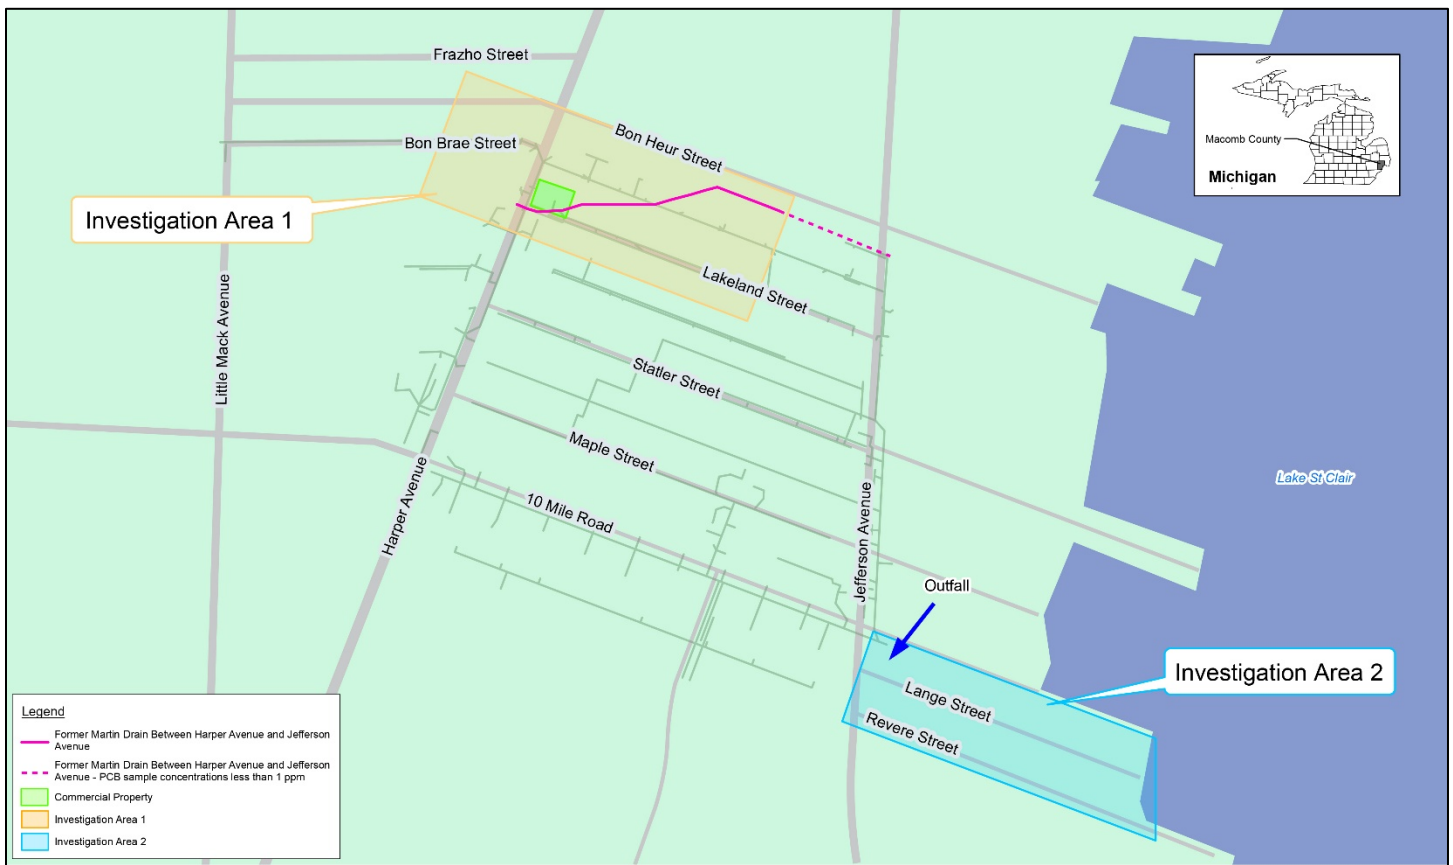 Frazho Street
Bon Heur Street
Bon Brae Street
Macomb County
Michigan
Investigation Area 1
Lakeland Street
Little Mack Avenue
Statler Street
Maple Street
Lake St Clair
10 Mile Road
Harper Avenue
Jefferson Avenue
Outfall
Investigation Area 2
Lange Street
Revere Street
Legend
Former Martin Drain Between Harper Avenue and Jefferson
Avenue
Former Martin Drain Between Harper Avenue and Jefferson
Avenue - PCB sample concentrations less than 1 ppm
Commercial Property
Investigation Area 1
Investigation Area 2